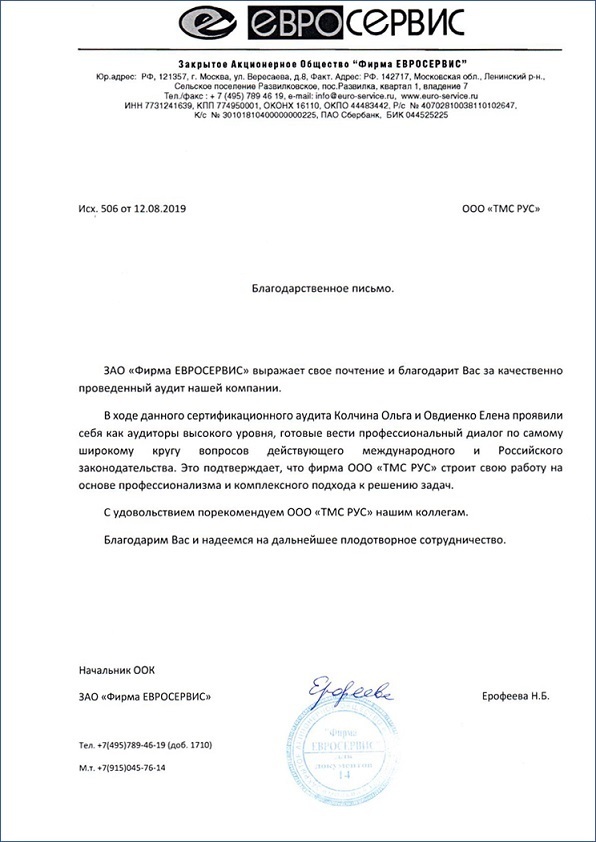 ЕВРОСЕРВИС
Закрытое Акционерное Общество "Фирма ЕВРОСЕРВИС"
Юр.адрес: РФ, 121357, г. Москва, ул. Вересаева, д.8, Факт. Адрес: РФ. 142717, Московская обл., Ленинский р-н.,
Сельское поселение Развилковское, пос.Развилка, квартал 1, владение 7
Тел./факс : + 7 (495) 789 46 19, e-mail: info@euro-service.ru, www.euro-service.ru
ИНН 7731241639, КПП 774950001, ОКОНХ 16110, ОКПО 44483442. Р/с № 40702810038110102647,
К/с № 30101810400000000225, ПАО Сбербанк, БИК 044525225
Исх. 506 от 12.08.2019 ООО «ТМС РУС»
Благодарственное письмо.
ЗАО «Фирма ЕВРОСЕРВИС» выражает свое почтение и благодарит Вас за качественно
проведенный аудит нашей компании.
В ходе данного сертификационного аудита Колчина Ольга и Овдиенко Елена проявили
себя как аудиторы высокого уровня, готовые вести профессиональный диалог по самому
широкому кругу вопросов действующего международного и Российского
законодательства. Это подтверждает, что фирма ООО «ТМС РУС» строит свою работу на
основе профессионализма и комплексного подхода к решению задач.
С удовольствием порекомендуем ООО «ТМС РУС» нашим коллегам.
Благодарим Вас и надеемся на дальнейшее плодотворное сотрудничество.
Начальник ООК
ЗАО «Фирма ЕВРОСЕРВИС» Ерофеева Ерофеева Н.Б.
"Фирма
ЕВРОСЕРВИС
для
документов
14
Тел. +7(495)789-46-19 (доб. 1710)
М.т. +7(915)045-76-14